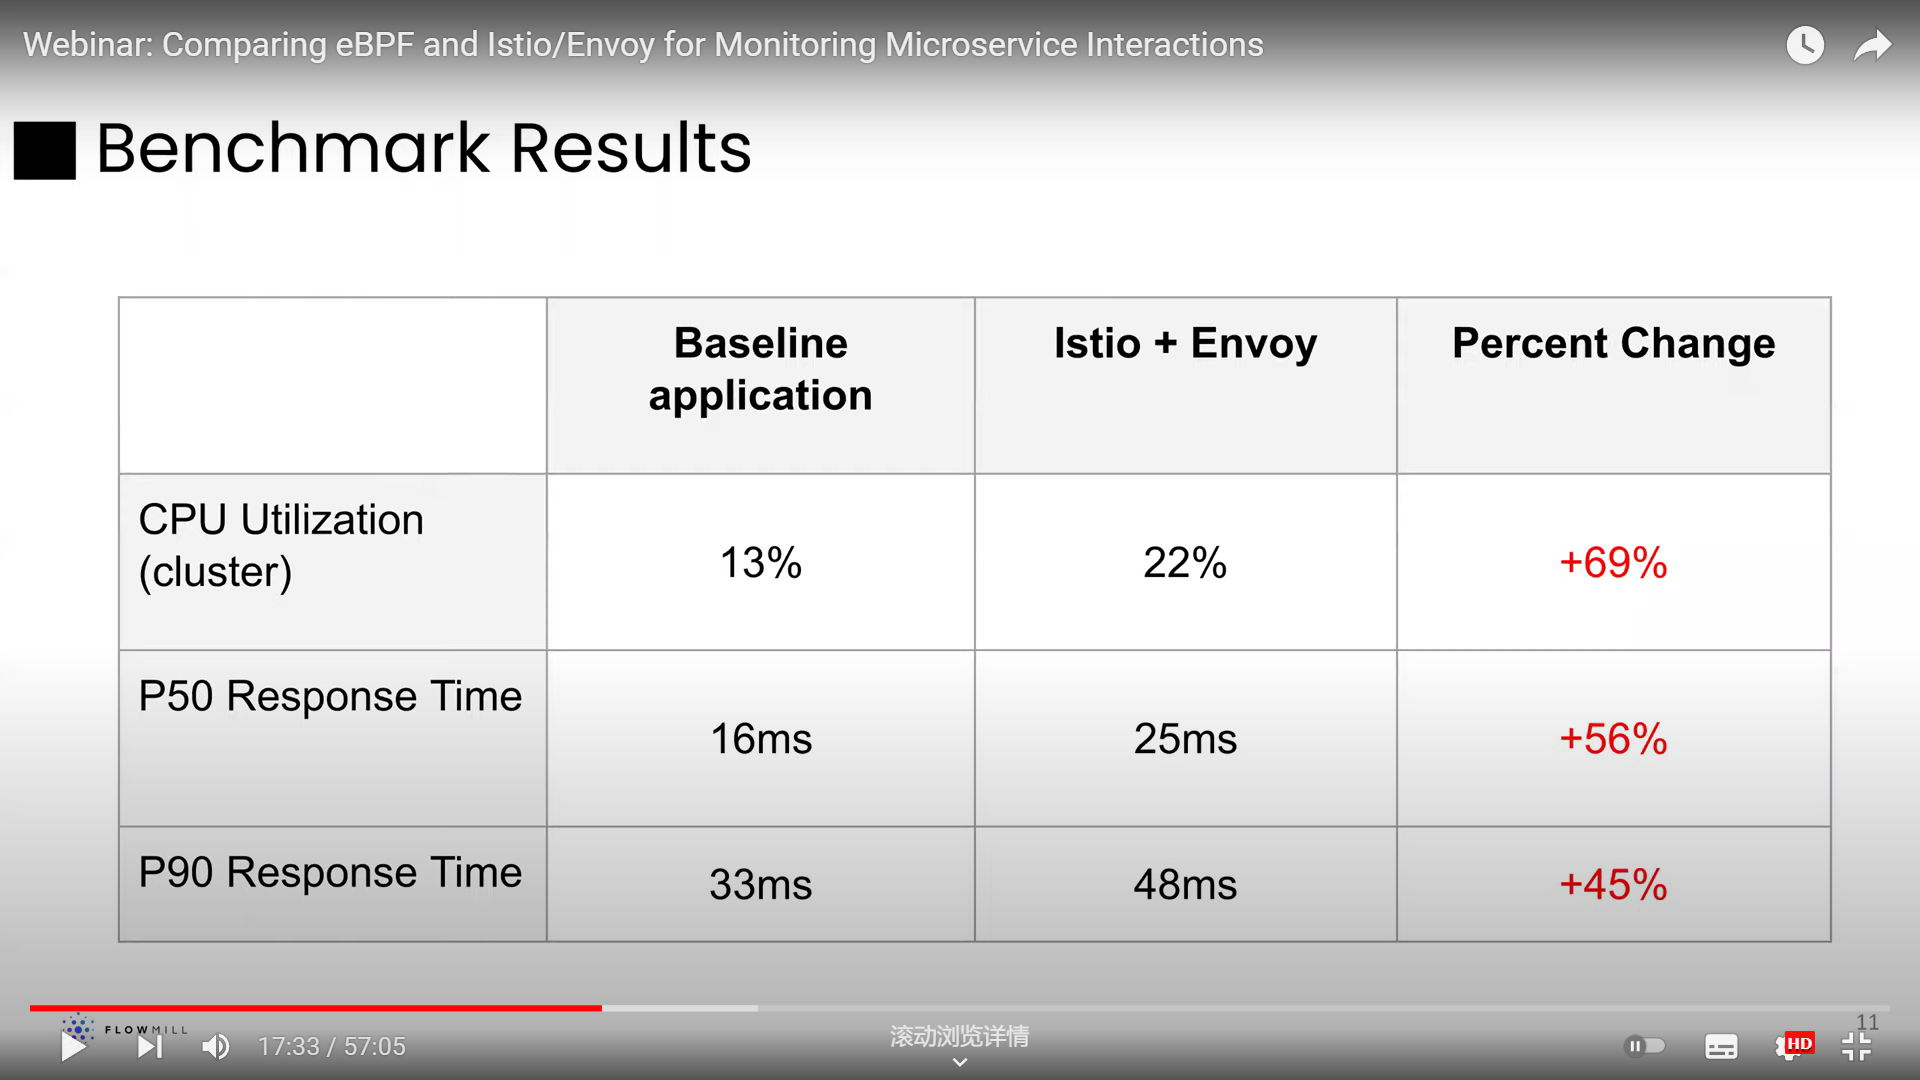 Webinar: Comparing eBPF and Istio/Envoy for Monitoring Microservice Interactions
Benchmark Results
Baseline
application
Istio + Envoy
Percent Change
CPU Utilization
(cluster)
13%
22%
+69%
P50 Response Time
16ms
25ms
+56%
P90 Response Time
33ms
48ms
+45%
FLOWMILL
11
17:33 / 57:05
滚动浏览详情
HD